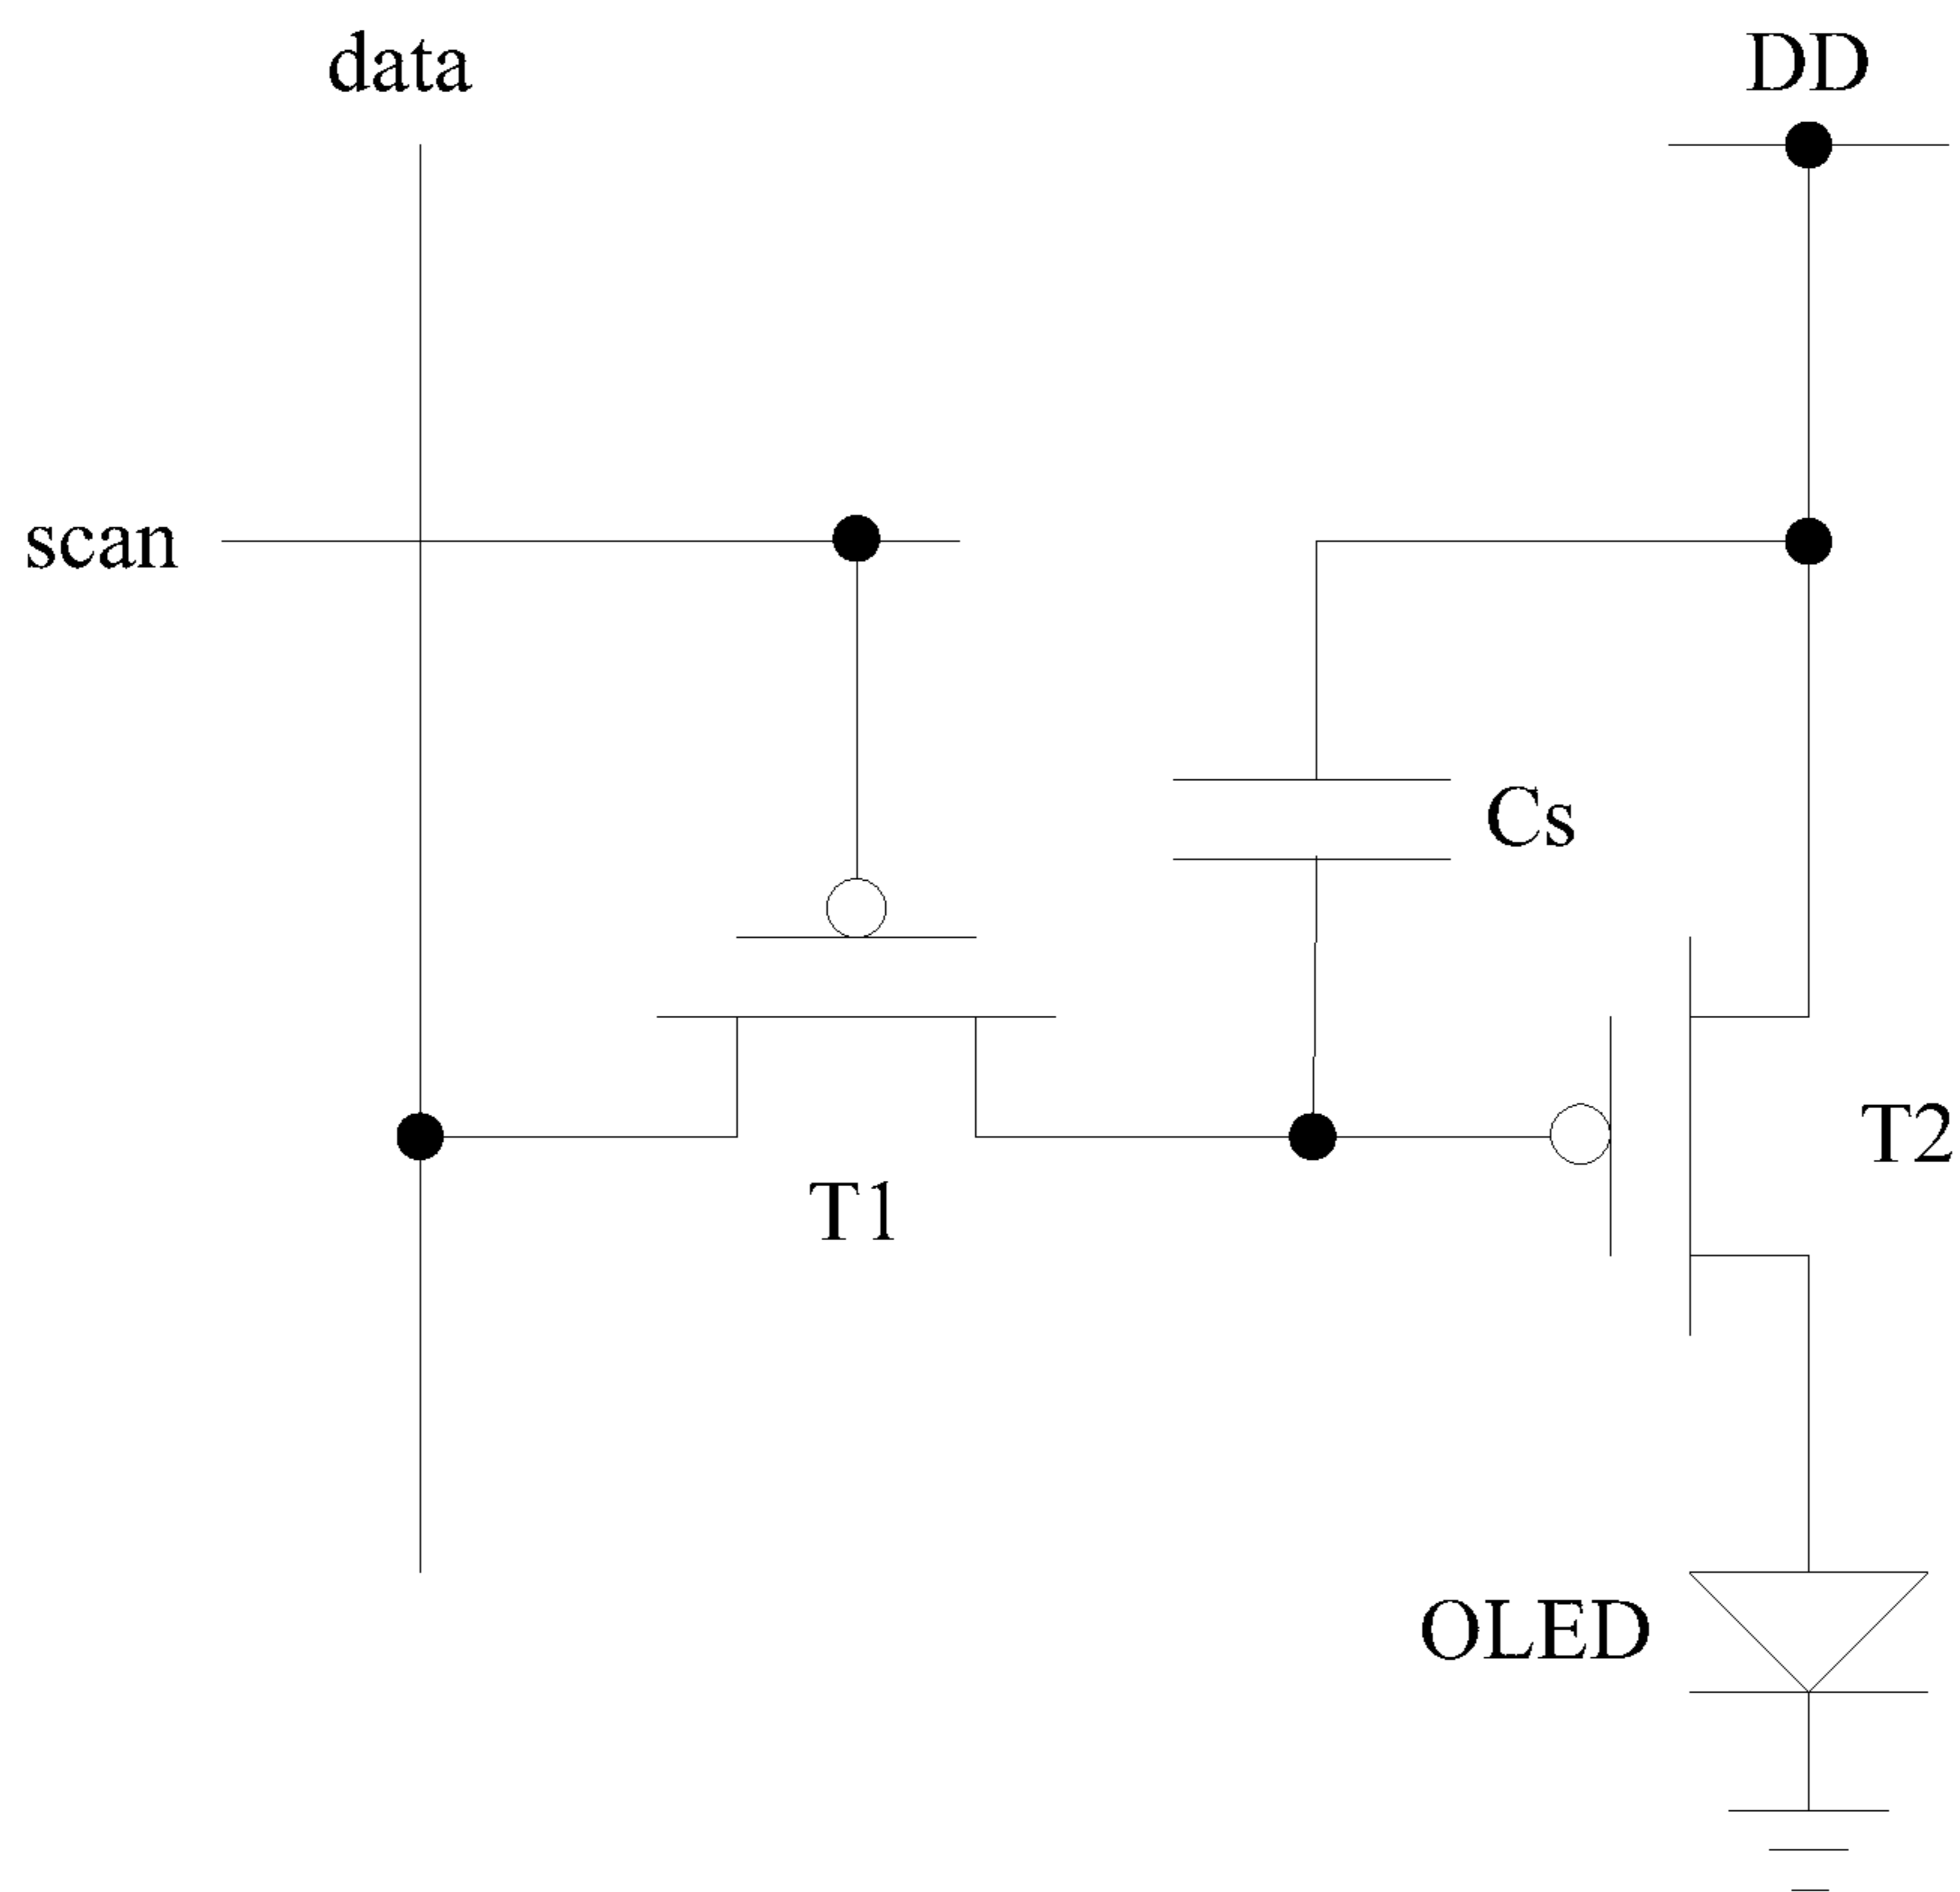 data
DD
scan
Cs
T2
T1
OLED